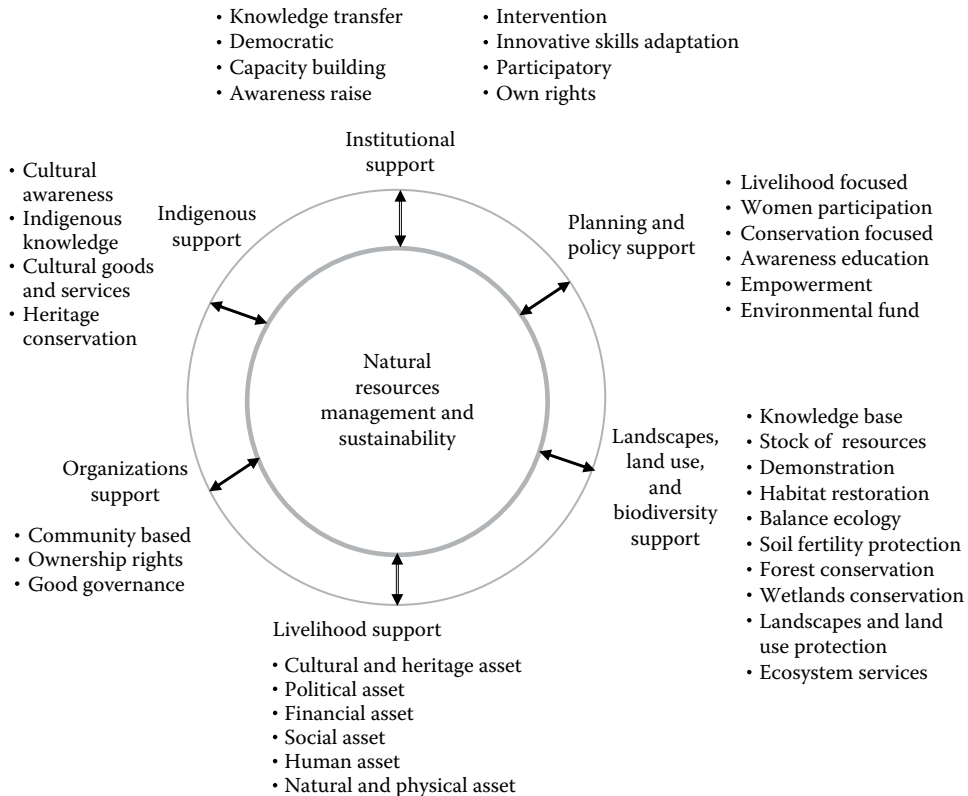 • Knowledge transfer
• Democratic
• Capacity building
• Awareness raise
• Intervention
• Innovative skills adaptation
• Participatory
• Own rights
Institutional
support
• Cultural
awareness
• Indigenous
knowledge
• Cultural goods
and services
• Heritage
conservation
Indigenous
support
Planning and
policy support
• Livelihood focused
• Women participation
• Conservation focused
• Awareness education
• Empowerment
• Environmental fund
Natural
resources
management and
sustainability
Organizations
support
• Community based
• Ownership rights
• Good governance
Landscapes,
land use,
and
biodiversity
support
• Knowledge base
• Stock of resources
• Demonstration
• Habitat restoration
• Balance ecology
• Soil fertility protection
• Forest conservation
• Wetlands conservation
• Landscapes and land
use protection
• Ecosystem services
Livelihood support
• Cultural and heritage asset
• Political asset
• Financial asset
• Social asset
• Human asset
• Natural and physical asset